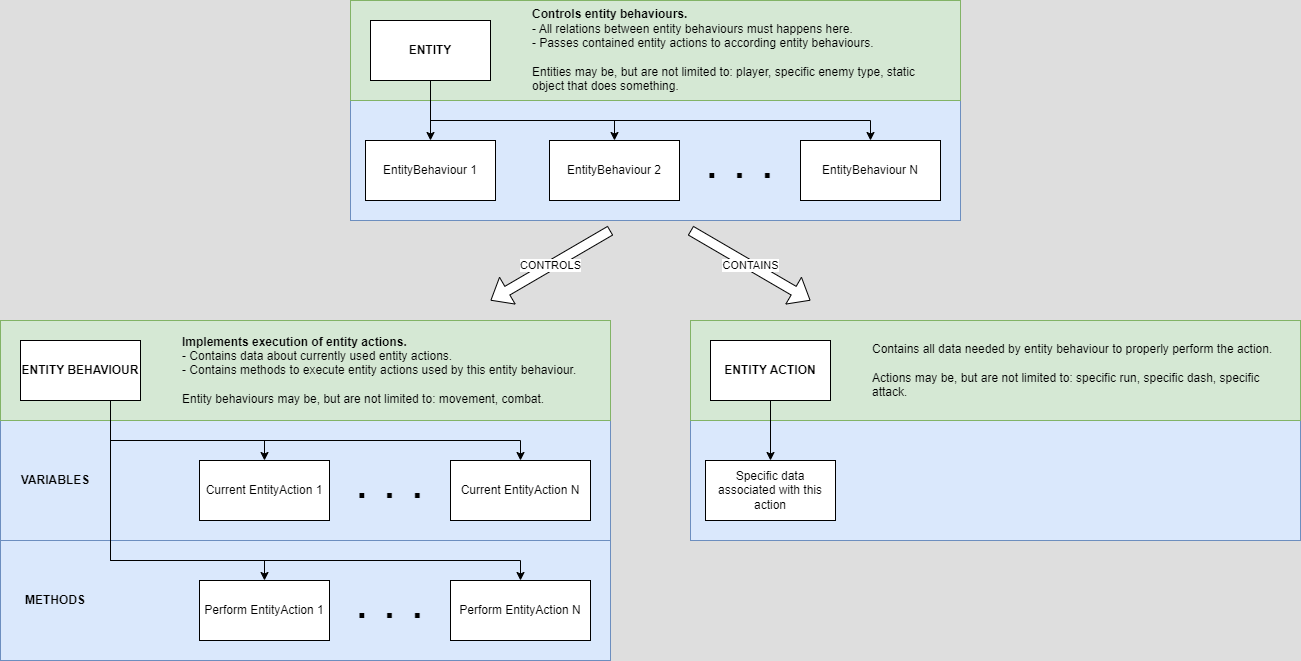 ENTITY
Controls entity behaviours.
- All relations between entity behaviours must happens here.
- Passes contained entity actions to according entity behaviours.
Entities may be, but are not limited to: player, specific enemy type, static
object that does something.
EntityBehaviour 1
EntityBehaviour 2
. . .
EntityBehaviour N
CONTROLS
CONTAINS
ENTITY BEHAVIOUR
Implements execution of entity actions.
- Contains data about currently used entity actions.
- Contains methods to execute entity actions used by this entity behaviour.
Entity behaviours may be, but are not limited to: movement, combat.
VARIABLES
Current EntityAction 1
. . .
Current EntityAction N
METHODS
Perform EntityAction 1
. . .
Perform EntityAction N
ENTITY ACTION
Contains all data needed by entity behaviour to properly perform the action.
Actions may be, but are not limited to: specific run, specific dash, specific
attack.
Specific data
associated with this
action